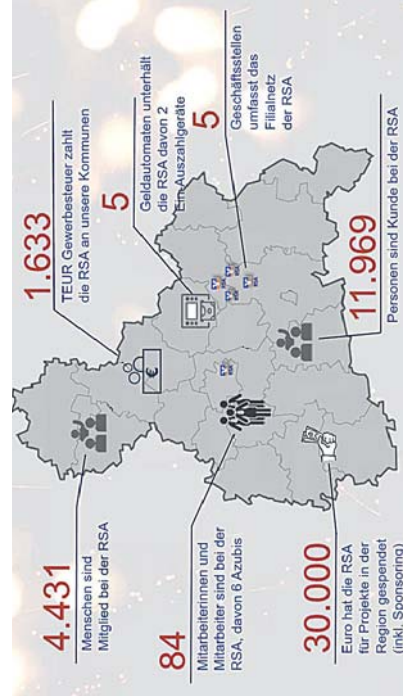 4.431
Menschen sind
Mitglied bei der RSA
1.633
TEUR Gewerbesteuer zahlt
die RSA an unsere Kommunen
5
Geldautomaten unterhält
die RSA davon 2
Ein-Auszahlgeräte
84
Mitarbeiterinnen und
Mitarbeiter sind bei der
RSA, davon 6 Azubis
5
Geschäftsstellen
umfasst das
Filialnetz
der RSA
30.000
Euro hat die RSA
für Projekte in der
Region gespendet
(inkl. Sponsoring)
11.969
Personen sind Kunde bei der RSA